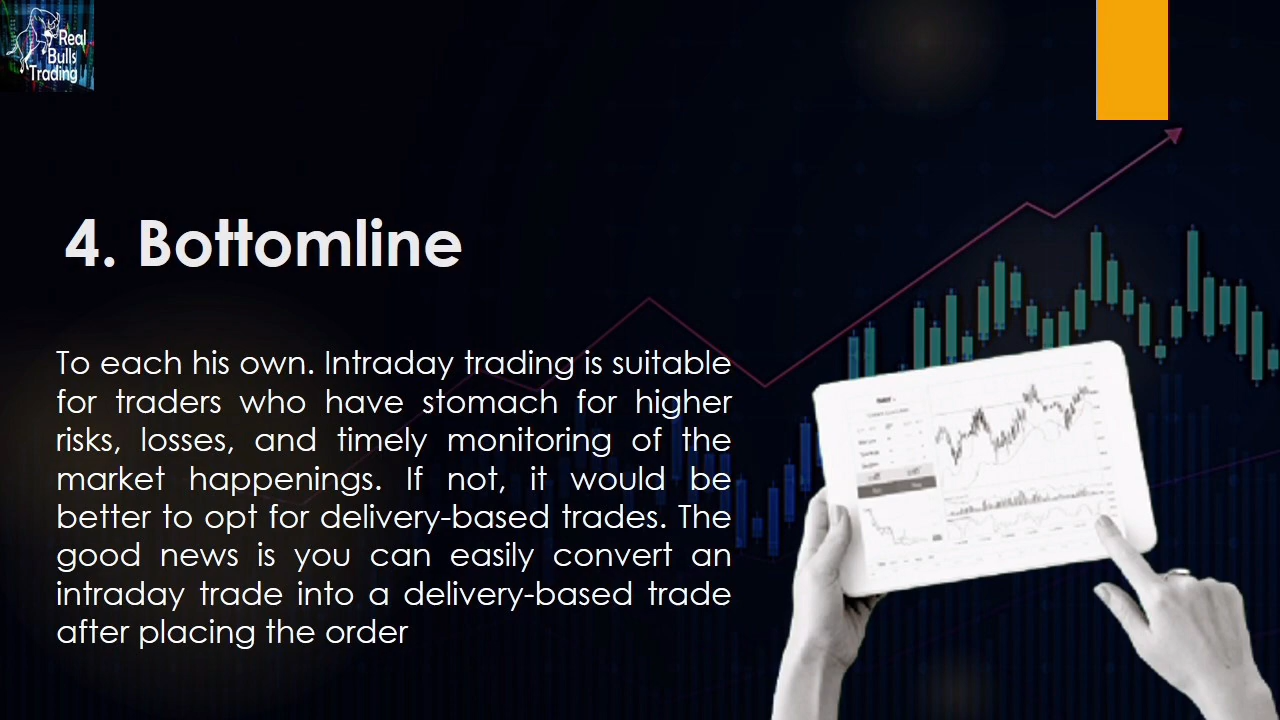 Real
Bulls
Trading
4. Bottomline
To each his own. Intraday trading is suitable
for traders who have stomach for higher
risks, losses, and timely monitoring of the
market happenings. If not, it would be
better to opt for delivery-based trades. The
good news is you can easily convert an
intraday trade into a delivery-based trade
after placing the order